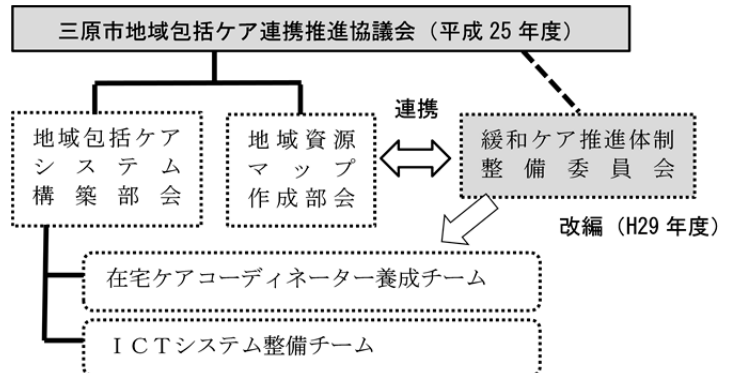 三原市地域包括ケア連携推進協議会（平成25年度）
地域包括ケア
システム
構築部会
地域資源
マップ
作成部会
連携
緩和ケア推進体制
整備委員会
改編（H29年度）
在宅ケアコーディネーター養成チーム
ＩＣＴシステム整備チーム